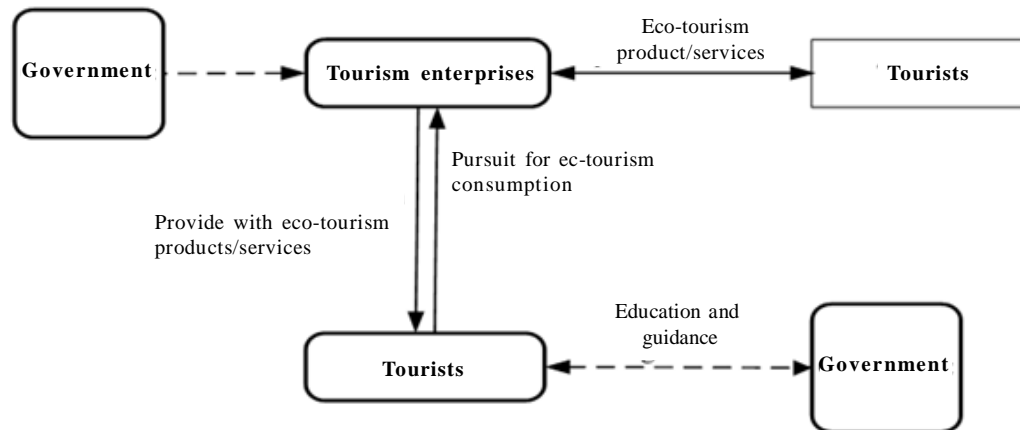 Government
Tourism enterprises
Eco-tourism
product/services
Tourists
Pursuit for ec-tourism
consumption
Provide with eco-tourism
products/services
Tourists
Education and
guidance
Government